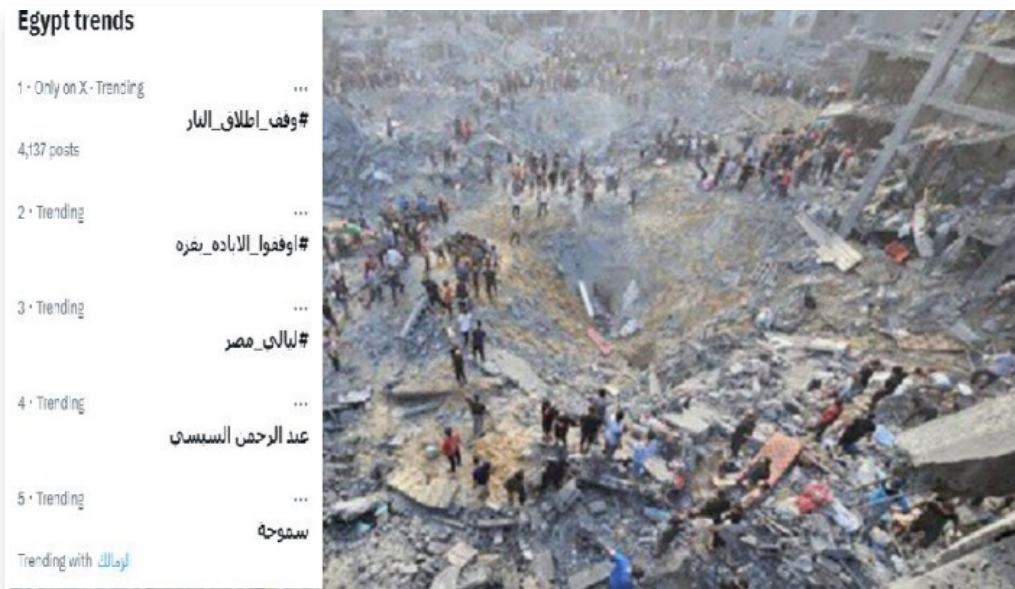 Egypt trends
1 · Only on X · Trending
#وقف_اطلاق_النار
4,137 posts
2 · Trending
#اوقفوا_الاباده_بغزه
3 · Trending
#ليالي_مصر
4 · Trending
عبد الرحمن السيسي
5 · Trending
سموحة
Trending with الزمالك